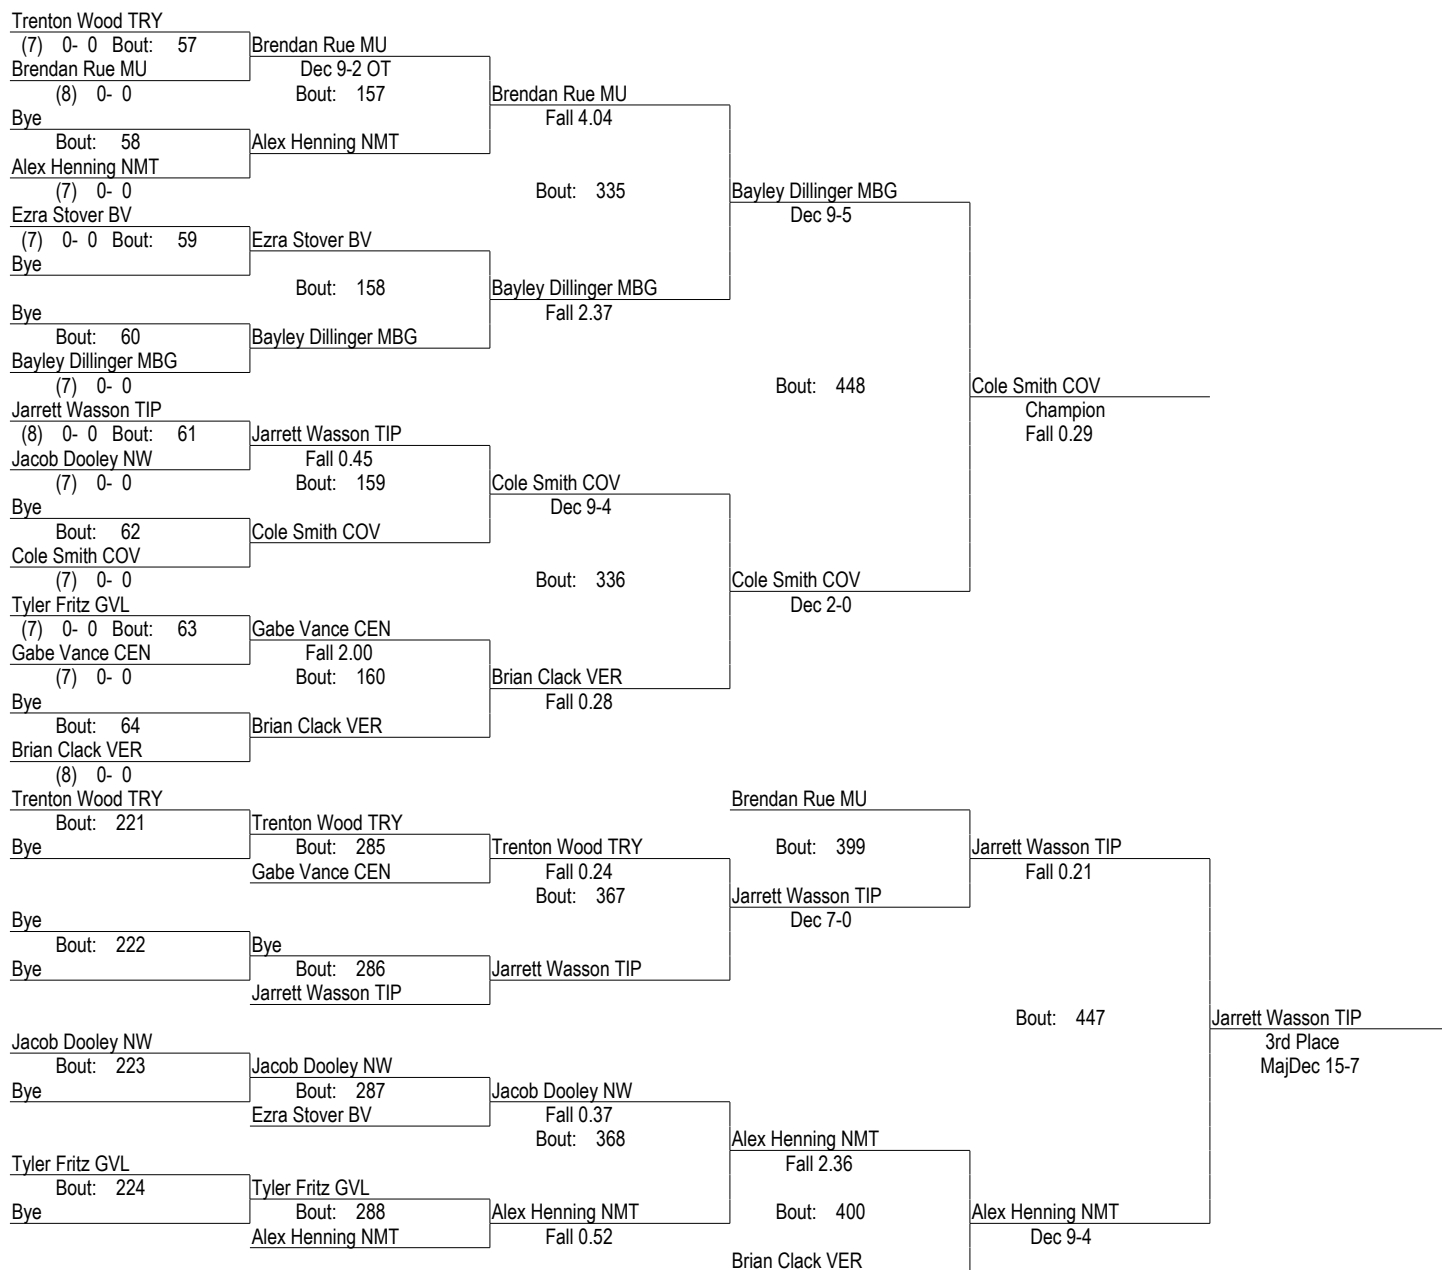 Trenton Wood TRY
(7) 0- 0 Bout: 57 Brendan Rue MU
Brendan Rue MU Dec 9-2 OT
(8) 0- 0 Bout: 157 Brendan Rue MU
Bye Fall 4.04
Bout: 58 Alex Henning NMT
Alex Henning NMT
(7) 0- 0 Bout: 335 Bayley Dillinger MBG
Ezra Stover BV Dec 9-5
(7) 0- 0 Bout: 59 Ezra Stover BV
Bye
Bout: 158 Bayley Dillinger MBG
Bye Fall 2.37
Bout: 60 Bayley Dillinger MBG
Bayley Dillinger MBG
(7) 0- 0 Bout: 448 Cole Smith COV
Jarrett Wasson TIP Champion
(8) 0- 0 Bout: 61 Jarrett Wasson TIP Fall 0.29
Jacob Dooley NW Fall 0.45
(7) 0- 0 Bout: 159 Cole Smith COV
Bye Dec 9-4
Bout: 62 Cole Smith COV
Cole Smith COV
(7) 0- 0 Bout: 336 Cole Smith COV
Tyler Fritz GVL Dec 2-0
(7) 0- 0 Bout: 63 Gabe Vance CEN
Gabe Vance CEN Fall 2.00
(7) 0- 0 Bout: 160 Brian Clack VER
Bye Fall 0.28
Bout: 64 Brian Clack VER
Brian Clack VER
(8) 0- 0
Trenton Wood TRY Brendan Rue MU
Bout: 221 Trenton Wood TRY
Bye Bout: 285 Trenton Wood TRY Bout: 399 Jarrett Wasson TIP
Gabe Vance CEN Fall 0.24 Fall 0.21
Bout: 367 Jarrett Wasson TIP
Bye Dec 7-0
Bout: 222 Bye
Bye Bout: 286 Jarrett Wasson TIP
Jarrett Wasson TIP
Bout: 447 Jarrett Wasson TIP
Jacob Dooley NW 3rd Place
Bout: 223 Jacob Dooley NW MajDec 15-7
Bye Bout: 287 Jacob Dooley NW
Ezra Stover BV Fall 0.37
Bout: 368 Alex Henning NMT
Tyler Fritz GVL Fall 2.36
Bout: 224 Tyler Fritz GVL
Bye Bout: 288 Alex Henning NMT Bout: 400 Alex Henning NMT
Alex Henning NMT Fall 0.52 Dec 9-4
Brian Clack VER